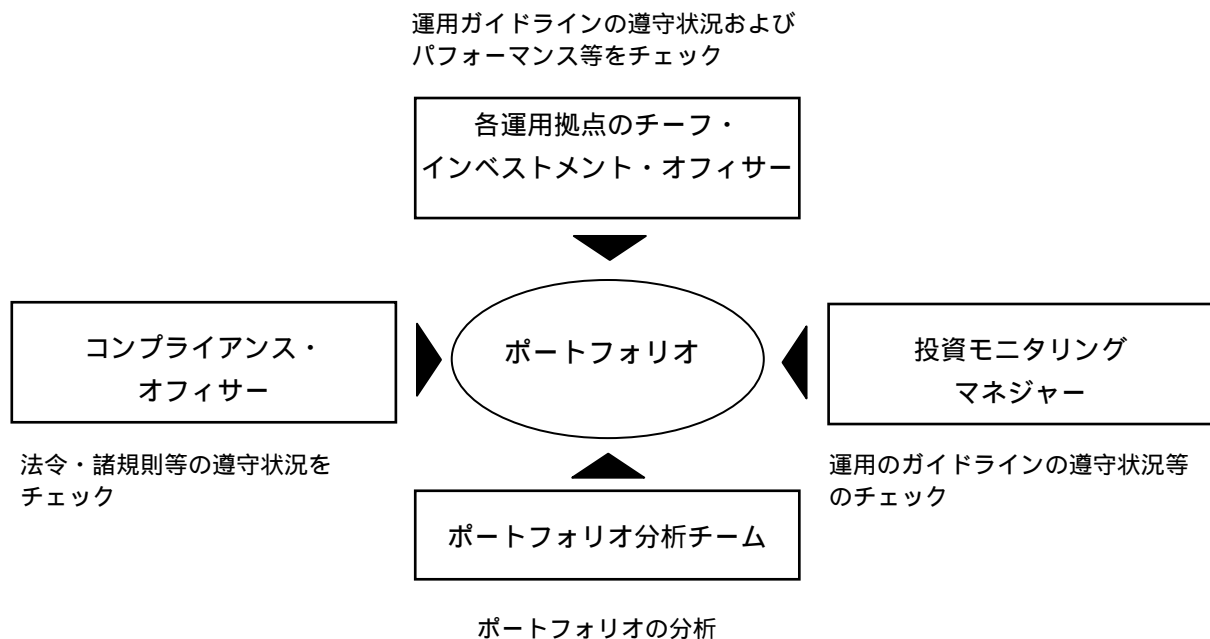 運用ガイドラインの遵守状況および
パフォーマンス等をチェック
各運用拠点のチーフ・
インベストメント・オフィサー
コンプライアンス・
オフィサー
ポートフォリオ
投資モニタリング
マネジャー
法令・諸規則等の遵守状況を
チェック
運用のガイドラインの遵守状況等
のチェック
ポートフォリオ分析チーム
ポートフォリオの分析